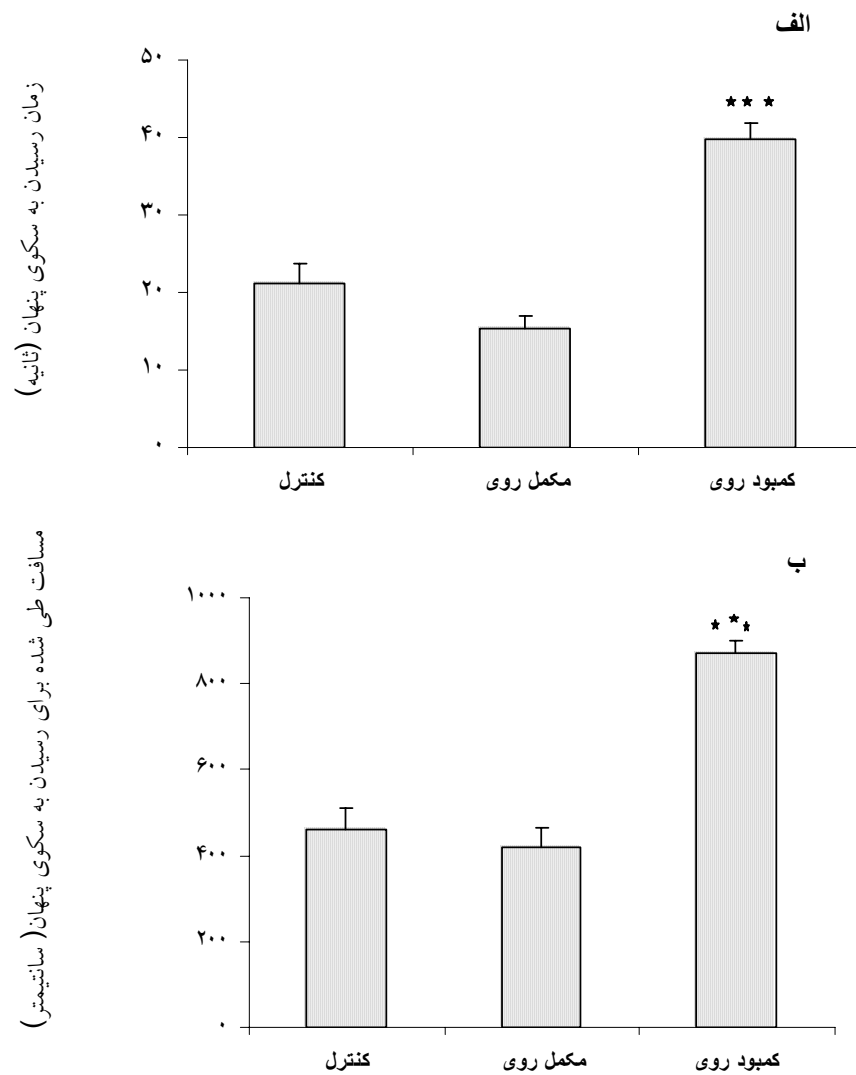 الف
زمان رسیدن به سکوی پنهان (ثانیه)
۵۰
۴۰
۳۰
۲۰
۱۰
۰
***
کنترل
مکمل روی
کمبود روی
ب
مسافت طی شده برای رسیدن به سکوی پنهان( سانتیمتر)
۱۰۰۰
۸۰۰
۶۰۰
۴۰۰
۲۰۰
۰
***
کنترل
مکمل روی
کمبود روی